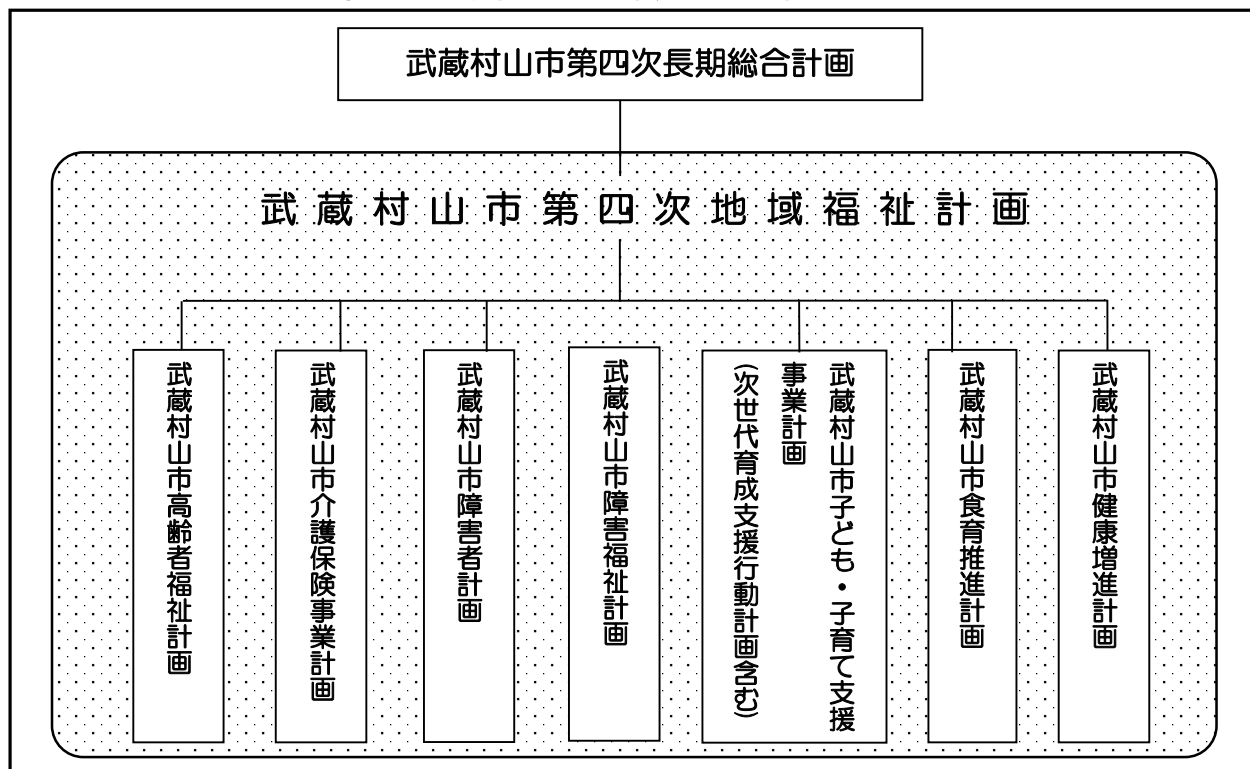 武蔵村山市第四次長期総合計画
武蔵村山市第四次地域福祉計画
武蔵村山市高齢者福祉計画
武蔵村山市介護保険事業計画
武蔵村山市障害者計画
武蔵村山市障害福祉計画
武蔵村山市子ども・子育て支援
事業計画
(次世代育成支援行動計画含む)
武蔵村山市食育推進計画
武蔵村山市健康増進計画